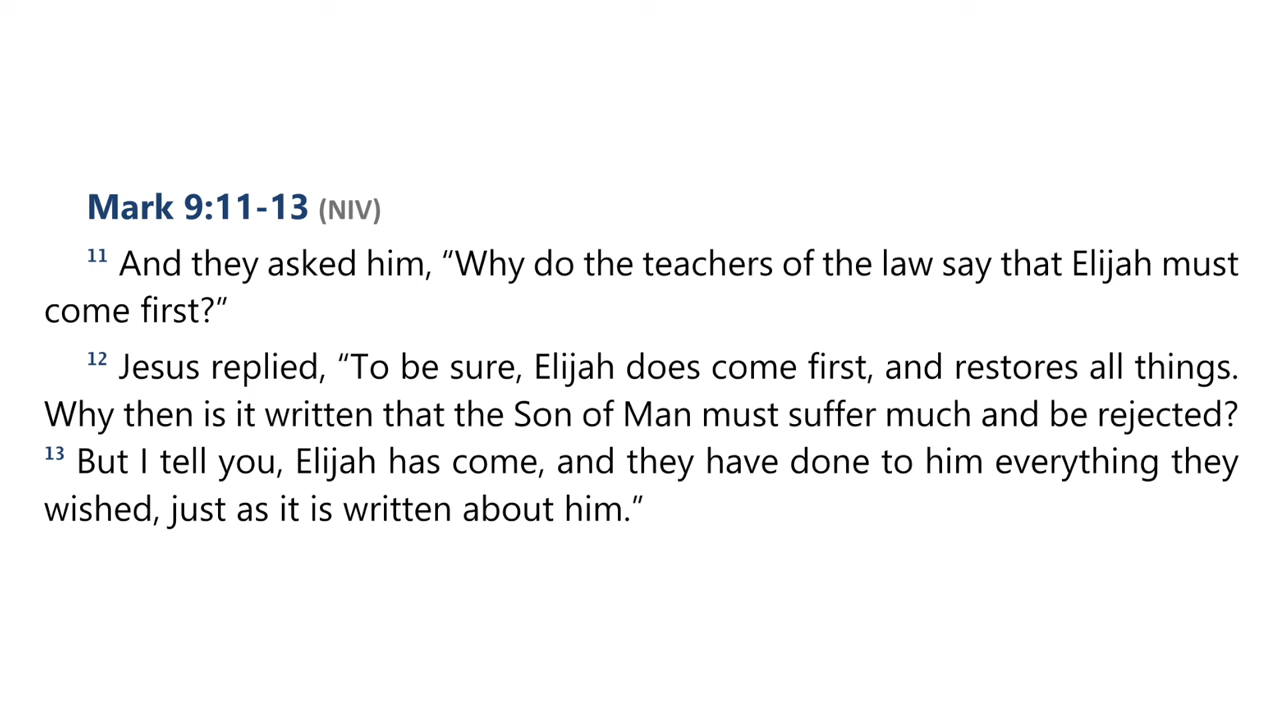 Mark 9:11-13 (NIV)
11 And they asked him, “Why do the teachers of the law say that Elijah must
come first?”
12 Jesus replied, “To be sure, Elijah does come first, and restores all things.
Why then is it written that the Son of Man must suffer much and be rejected?
13 But I tell you, Elijah has come, and they have done to him everything they
wished, just as it is written about him.”